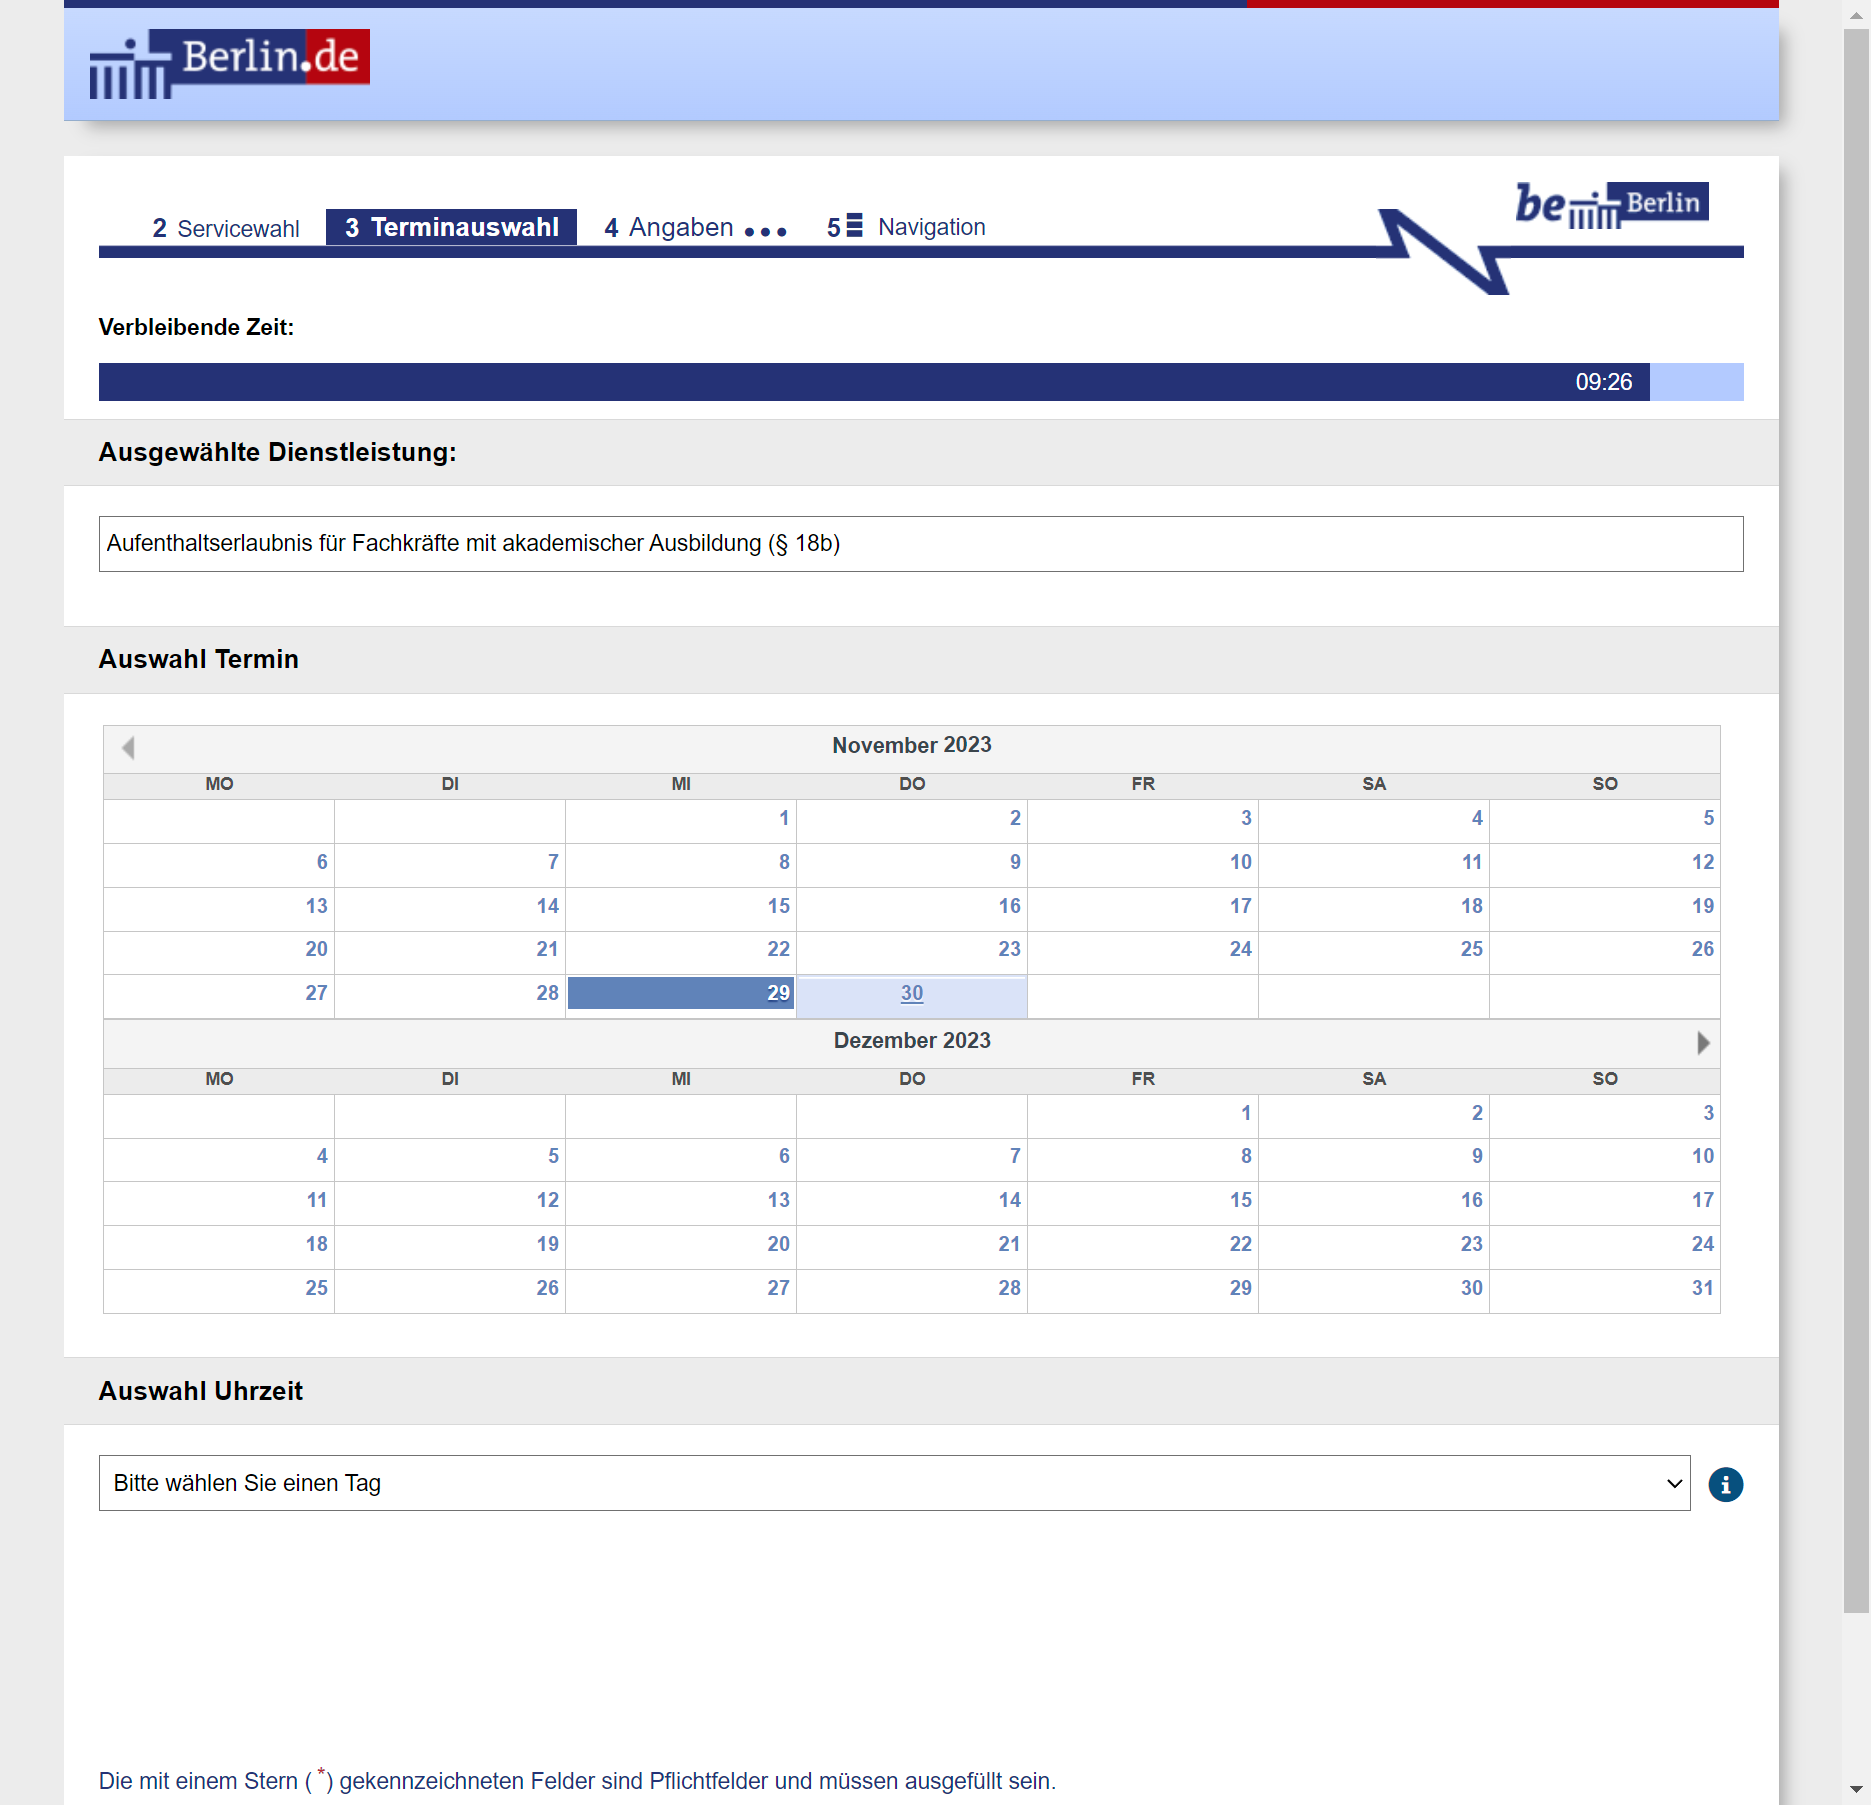 Berlin.de
be Berlin
2 Servicewahl 3 Terminauswahl 4 Angaben ... 5 Navigation
Verbleibende Zeit:
09:26
Ausgewählte Dienstleistung:
Aufenthaltserlaubnis für Fachkräfte mit akademischer Ausbildung (§ 18b)
Auswahl Termin
November 2023
MO DI MI DO FR SA SO
1 2 3 4 5
6 7 8 9 10 11 12
13 14 15 16 17 18 19
20 21 22 23 24 25 26
27 28 29 30
Dezember 2023
MO DI MI DO FR SA SO
1 2 3
4 5 6 7 8 9 10
11 12 13 14 15 16 17
18 19 20 21 22 23 24
25 26 27 28 29 30 31
Auswahl Uhrzeit
Bitte wählen Sie einen Tag
i
Die mit einem Stern ( *) gekennzeichneten Felder sind Pflichtfelder und müssen ausgefüllt sein.